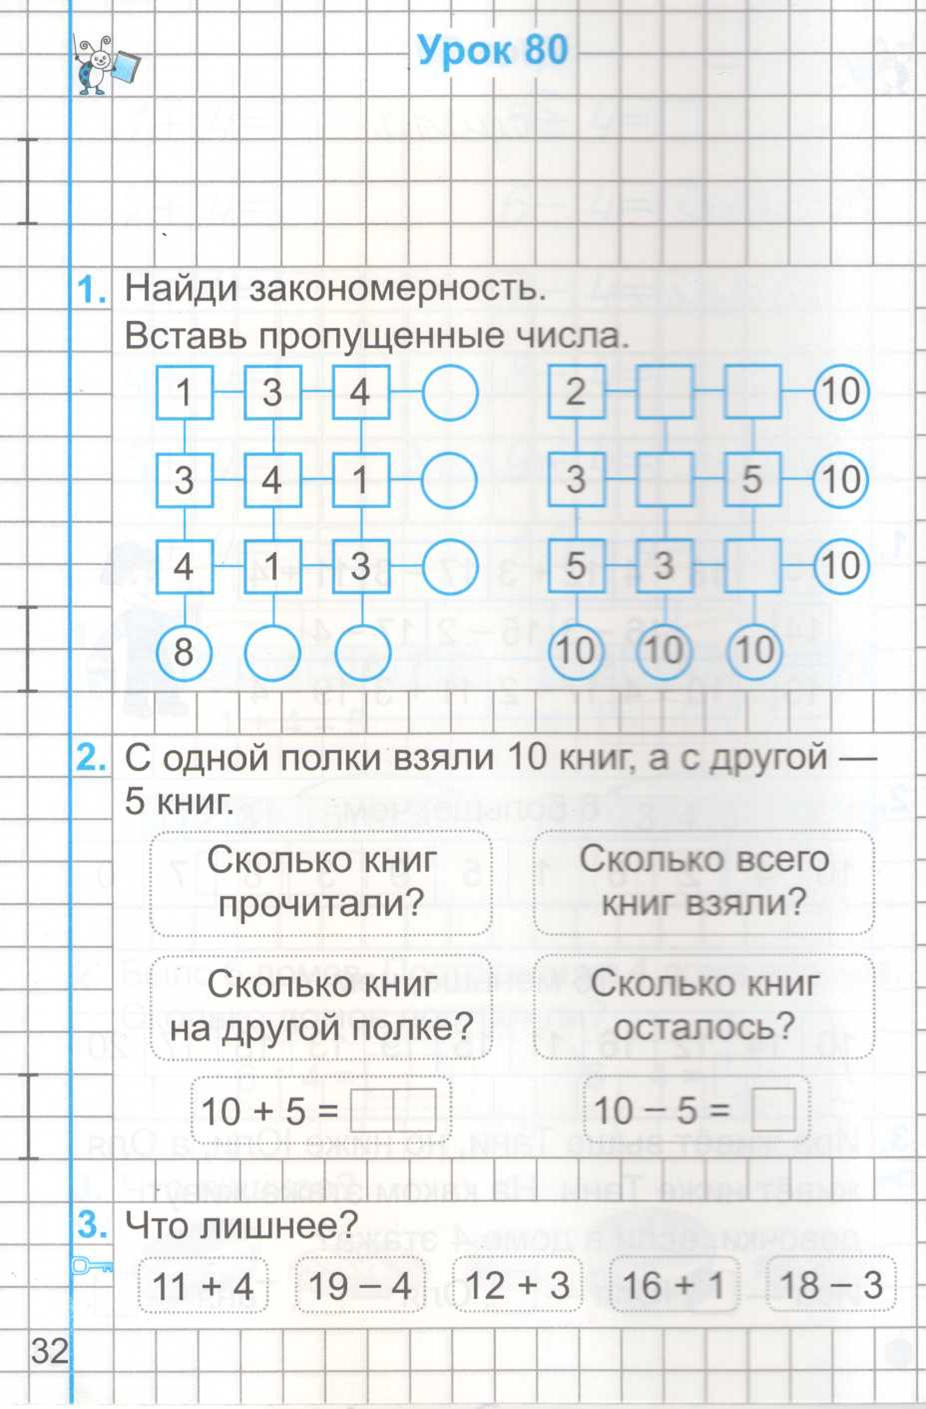 Урок 80
1. Найди закономерность.
Вставь пропущенные числа.
1 3 4
3 4 1
4 1 3
8
2 10
3 5 10
5 3 10
10 10 10
2. С одной полки взяли 10 книг, а с другой —
5 книг.
Сколько книг
прочитали?
Сколько всего
книг взяли?
Сколько книг
на другой полке?
Сколько книг
осталось?
10 + 5 =
10 − 5 =
3. Что лишнее?
11 + 4 19 − 4 12 + 3 16 + 1 18 − 3
32